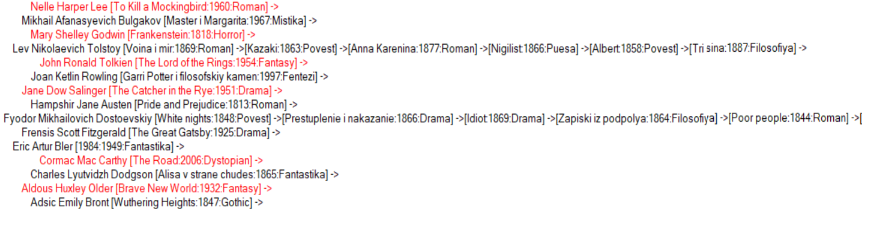 Nelle Harper Lee [To Kill a Mockingbird:1960:Roman] ->
Mikhail Afanasyevich Bulgakov [Master i Margarita:1967:Mistika] ->
Mary Shelley Godwin [Frankenstein:1818:Horror] ->
Lev Nikolaevich Tolstoy [Voina i mir:1869:Roman] ->[Kazaki:1863:Povest] ->[Anna Karenina:1877:Roman] ->[Nigilist:1866:Puesa] ->[Albert:1858:Povest] ->[Tri sina:1887:Filosofiya] ->
John Ronald Tolkien [The Lord of the Rings:1954:Fantasy] ->
Joan Ketlin Rowling [Garri Potter i filosofskiy kamen:1997:Fentezi] ->
Jane Dow Salinger [The Catcher in the Rye:1951:Drama] ->
Hampshir Jane Austen [Pride and Prejudice:1813:Roman] ->
Fyodor Mikhailovich Dostoevskiy [White nights:1848:Povest] ->[Prestuplenie i nakazanie:1866:Drama] ->[Idiot:1869:Drama] ->[Zapiski iz podpolya:1864:Filosofiya] ->[Poor people:1844:Roman] ->[
Frensis Scott Fitzgerald [The Great Gatsby:1925:Drama] ->
Eric Artur Bler [1984:1949:Fantastika] ->
Cormac Mac Carthy [The Road:2006:Dystopian] ->
Charles Lyutvidzh Dodgson [Alisa v strane chudes:1865:Fantastika] ->
Aldous Huxley Older [Brave New World:1932:Fantasy] ->
Adsic Emily Bront [Wuthering Heights:1847:Gothic] ->